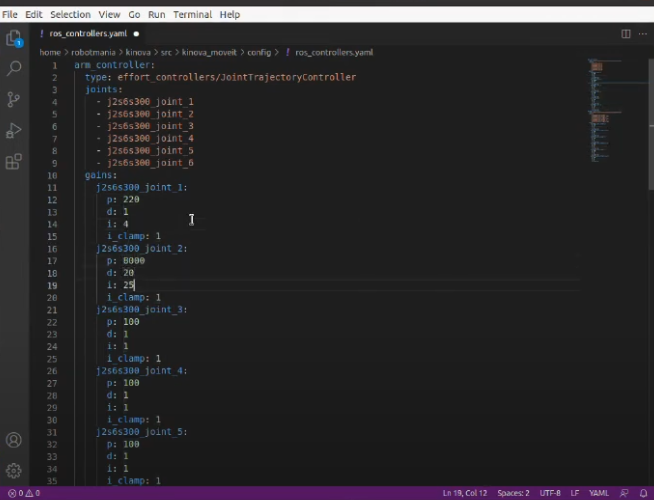 File Edit Selection View Go Run Terminal Help
! ros_controllers.yaml ●
home > robotmania > kinova > src > kinova_moveit > config > ! ros_controllers.yaml
1 arm_controller:
2 type: effort_controllers/JointTrajectoryController
3 joints:
4 - j2s6s300_joint_1
5 - j2s6s300_joint_2
6 - j2s6s300_joint_3
7 - j2s6s300_joint_4
8 - j2s6s300_joint_5
9 - j2s6s300_joint_6
10 gains:
11 j2s6s300_joint_1:
12 p: 220
13 d: 1
14 i: 4
15 i_clamp: 1
16 j2s6s300_joint_2:
17 p: 8000
18 d: 20
19 i: 25
20 i_clamp: 1
21 j2s6s300_joint_3:
22 p: 100
23 d: 1
24 i: 1
25 i_clamp: 1
26 j2s6s300_joint_4:
27 p: 100
28 d: 1
29 i: 1
30 i_clamp: 1
31 j2s6s300_joint_5:
32 p: 100
33 d: 1
34 i: 1
35 i_clamp: 1
0 0 Ln 19, Col 12 Spaces: 2 UTF-8 LF YAML